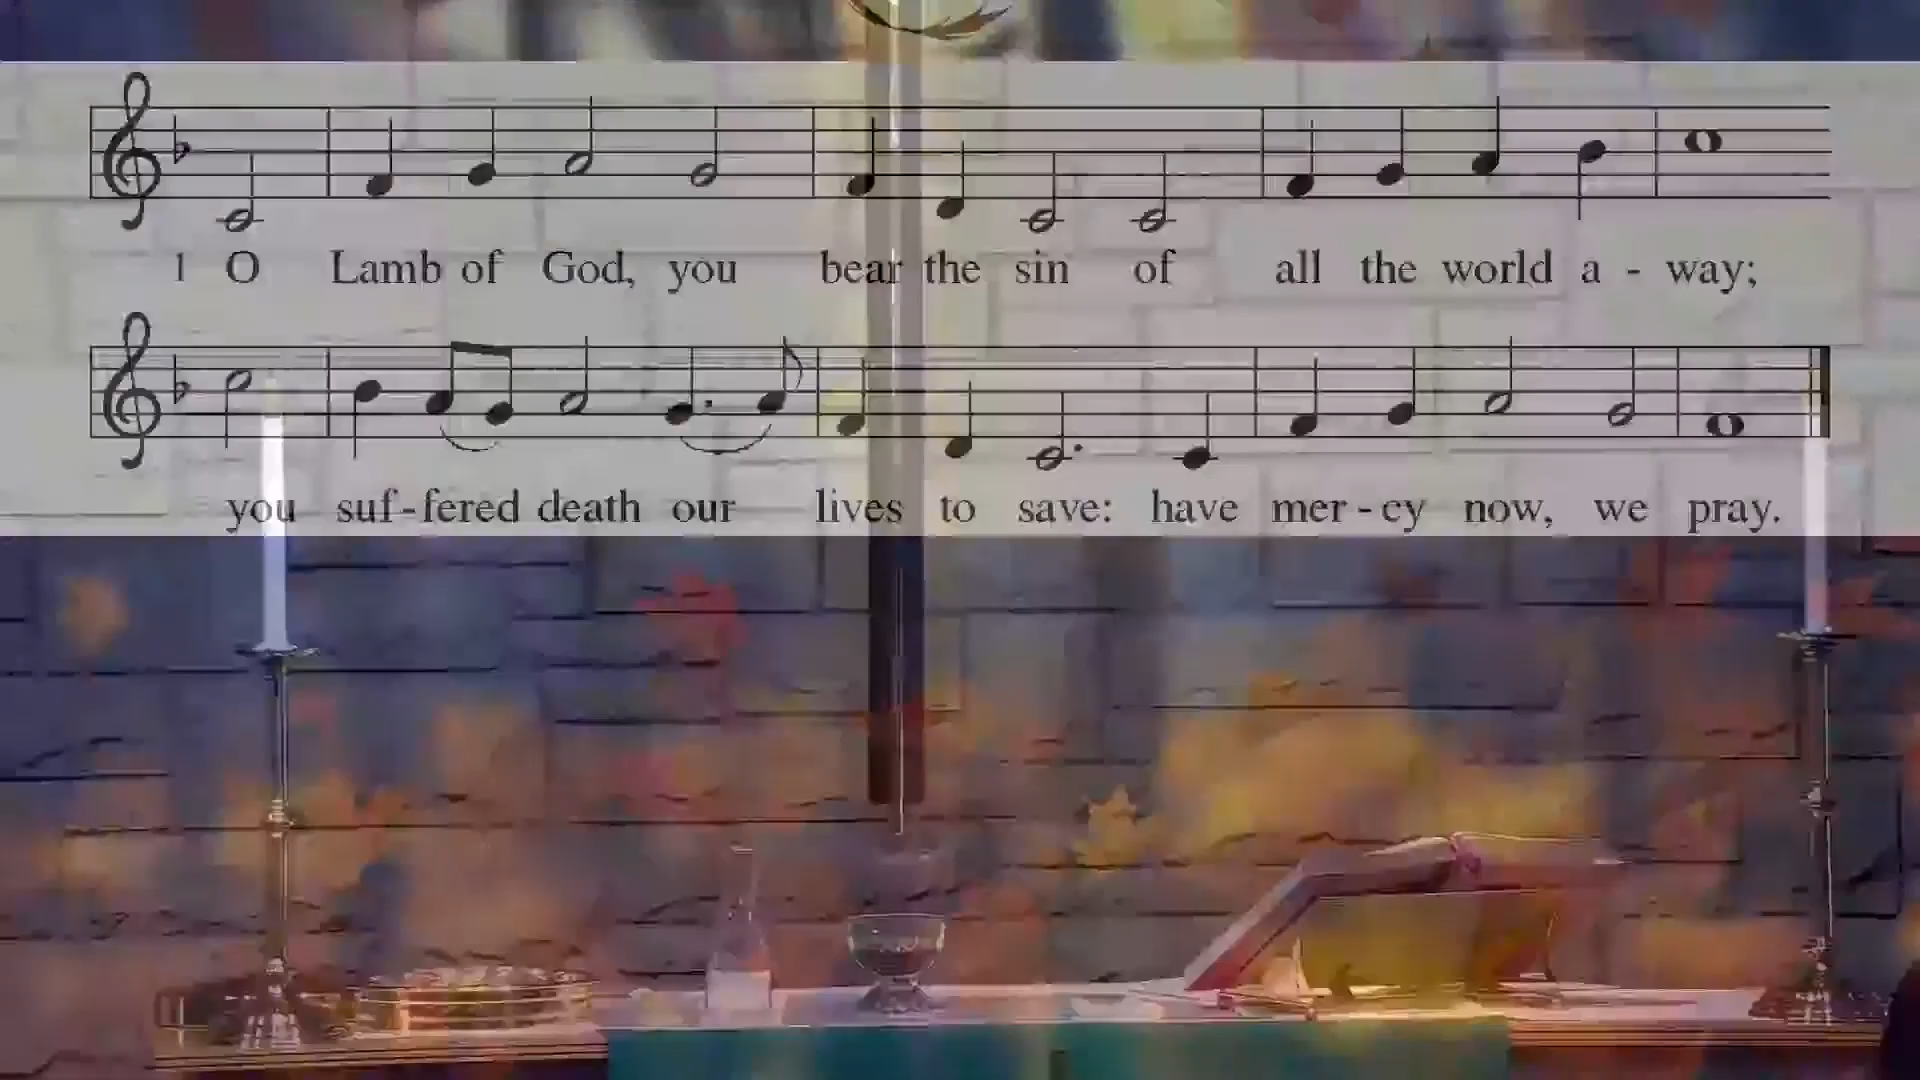 1 O Lamb of God, you bear the sin of all the world a - way;
you suf - fered death our lives to save: have mer - cy now, we pray.